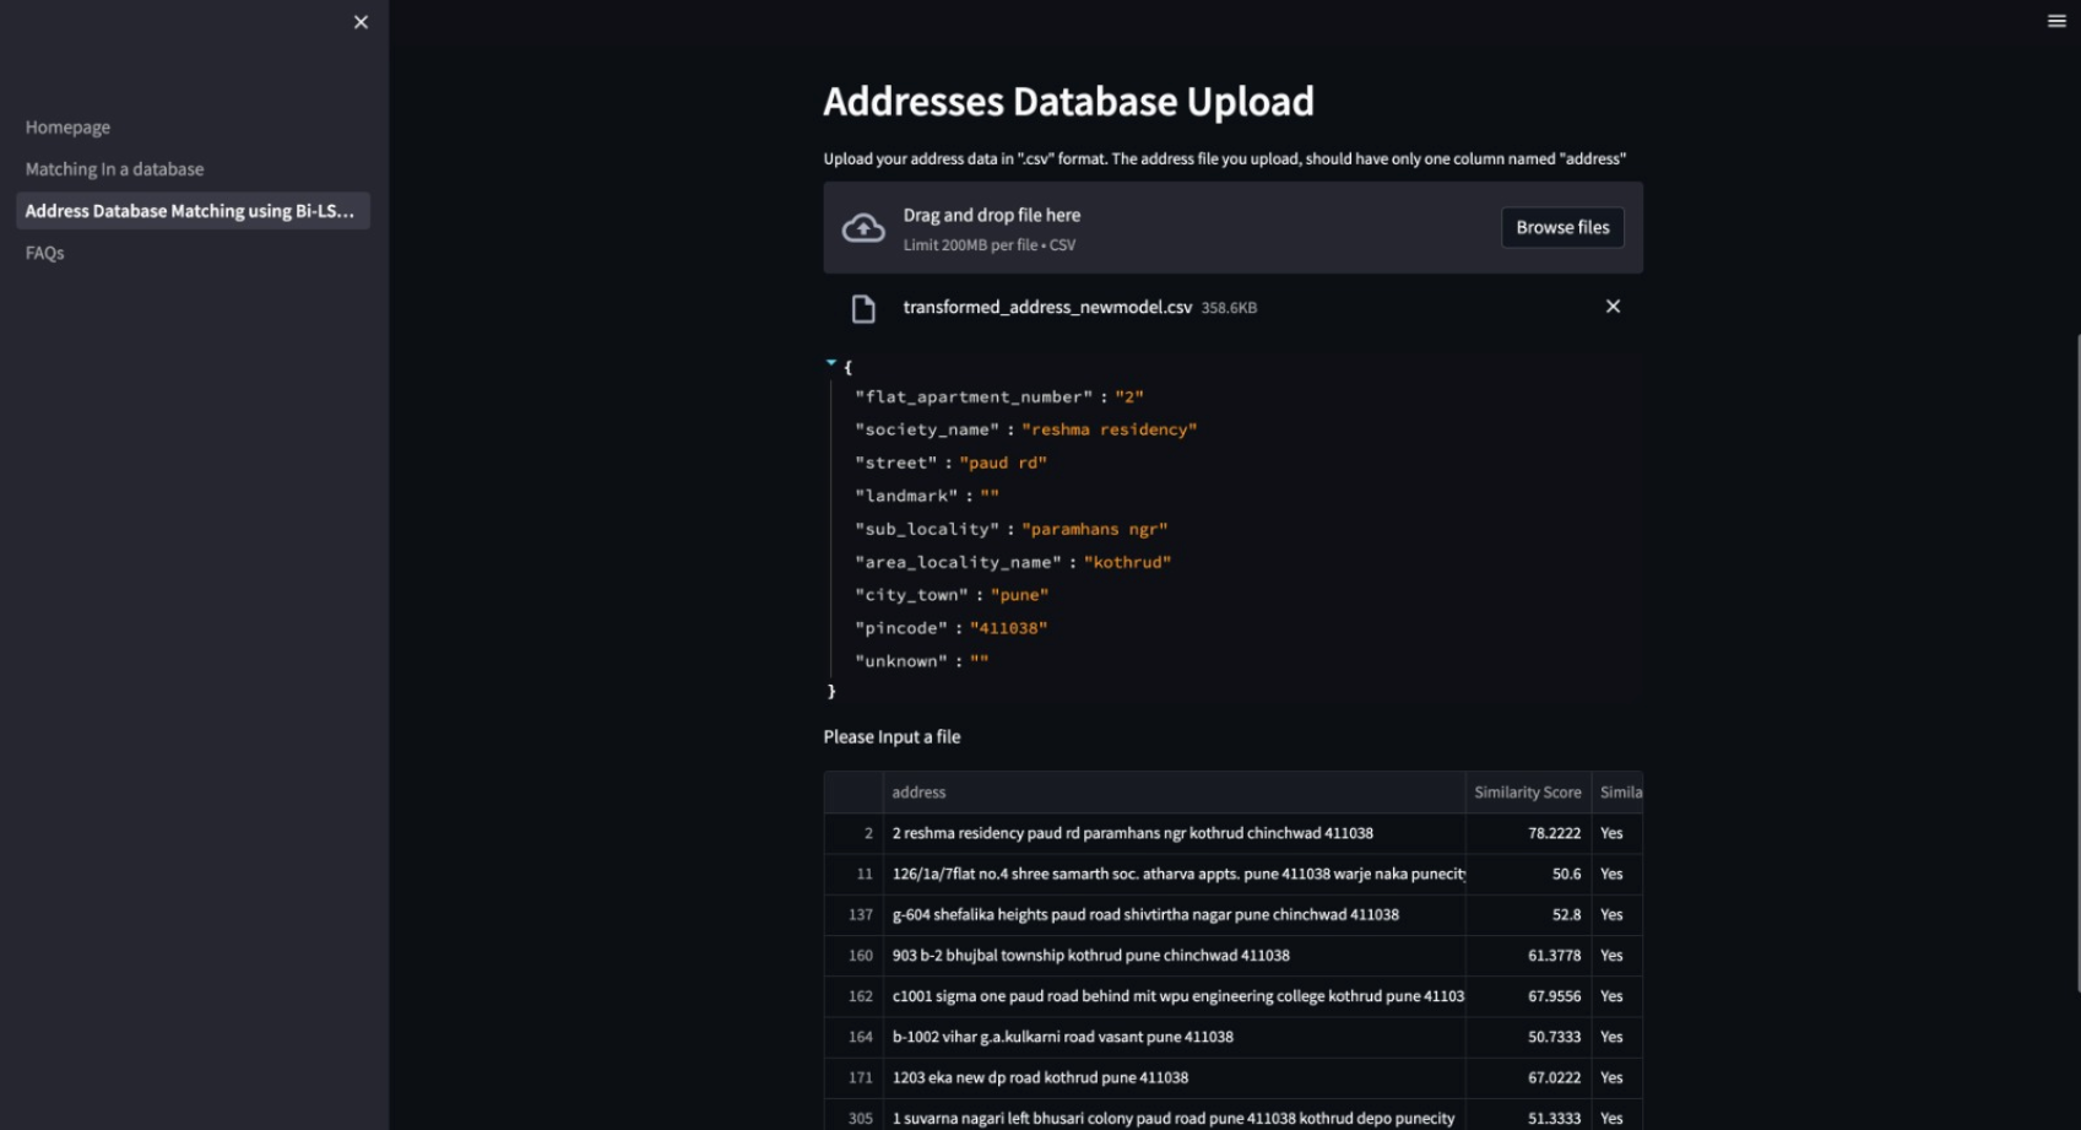 Homepage
Matching In a database
Address Database Matching using Bi-LS...
FAQs
Addresses Database Upload
Upload your address data in ".csv" format. The address file you upload, should have only one column named "address"
Drag and drop file here
Limit 200MB per file • CSV
Browse files
transformed_address_newmodel.csv 358.6KB
{
"flat_apartment_number" : "2"
"society_name" : "reshma residency"
"street" : "paud rd"
"landmark" : ""
"sub_locality" : "paramhans ngr"
"area_locality_name" : "kothrud"
"city_town" : "pune"
"pincode" : "411038"
"unknown" : ""
}
Please Input a file
address Similarity Score Simila
2 2 reshma residency paud rd paramhans ngr kothrud chinchwad 411038 78.2222 Yes
11 126/1a/7flat no.4 shree samarth soc. atharva appts. pune 411038 warje naka punecity 50.6 Yes
137 g-604 shefalika heights paud road shivtirtha nagar pune chinchwad 411038 52.8 Yes
160 903 b-2 bhujbal township kothrud pune chinchwad 411038 61.3778 Yes
162 c1001 sigma one paud road behind mit wpu engineering college kothrud pune 41103 67.9556 Yes
164 b-1002 vihar g.a.kulkarni road vasant pune 411038 50.7333 Yes
171 1203 eka new dp road kothrud pune 411038 67.0222 Yes
305 1 suvarna nagari left bhusari colony paud road pune 411038 kothrud depo punecity 51.3333 Yes